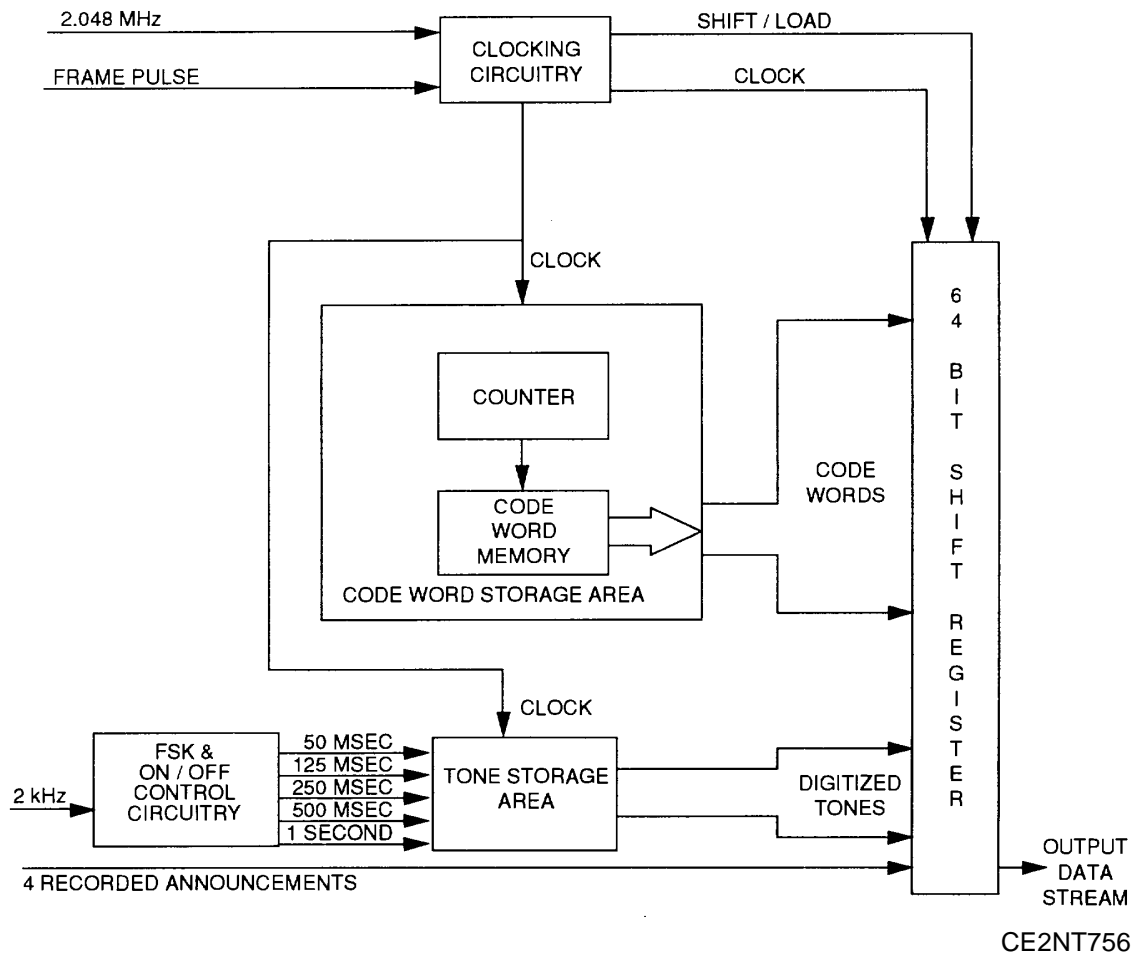 2.048 MHz
FRAME PULSE
CLOCKING
CIRCUITRY
SHIFT / LOAD
CLOCK
CLOCK
COUNTER
CODE
WORD
MEMORY
CODE WORD STORAGE AREA
CODE
WORDS
64 BIT SHIFT REGISTER
CLOCK
2 kHz
FSK &
ON / OFF
CONTROL
CIRCUITRY
50 MSEC
125 MSEC
250 MSEC
500 MSEC
1 SECOND
TONE STORAGE
AREA
DIGITIZED
TONES
4 RECORDED ANNOUNCEMENTS
OUTPUT
DATA
STREAM
CE2NT756